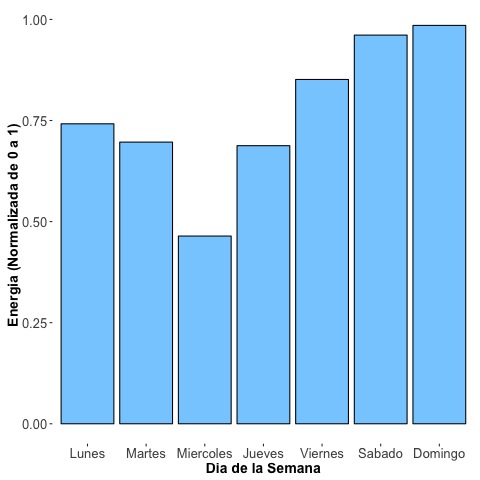 Energia (Normalizada de 0 a 1)
1.00
0.75
0.50
0.25
0.00
Lunes Martes Miercoles Jueves Viernes Sabado Domingo
Dia de la Semana